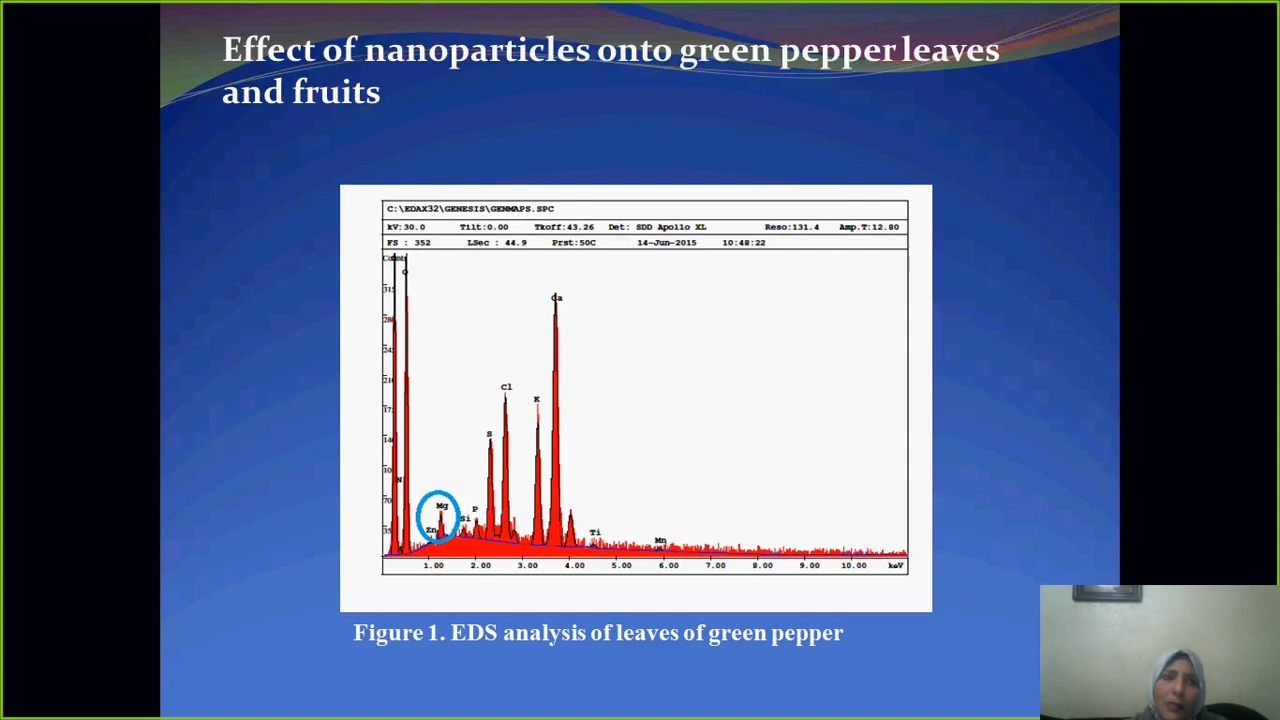 Effect of nanoparticles onto green pepper leaves
and fruits
C:\EDAX32\GENESIS\GENMAPS.SPC
kV:30.0 Tilt:0.00 Tkoff:43.26 Det: SDD Apollo XL Reso:131.4 Amp.T:12.80
FS : 352 LSec : 44.9 Prst:50C 14-Jun-2015 10:48:22
O
Ca
315
Cl
K
S
N
70
Mg
P
Si
Zn
35
Ti
Mn
1.00 2.00 3.00 4.00 5.00 6.00 7.00 8.00 9.00 10.00 keV
Figure 1. EDS analysis of leaves of green pepper